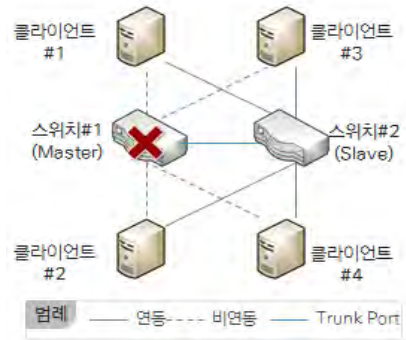 클라이언트
#1
클라이언트
#3
스위치#1
(Master)
스위치#2
(Slave)
클라이언트
#2
클라이언트
#4
범례 연동 비연동 Trunk Port